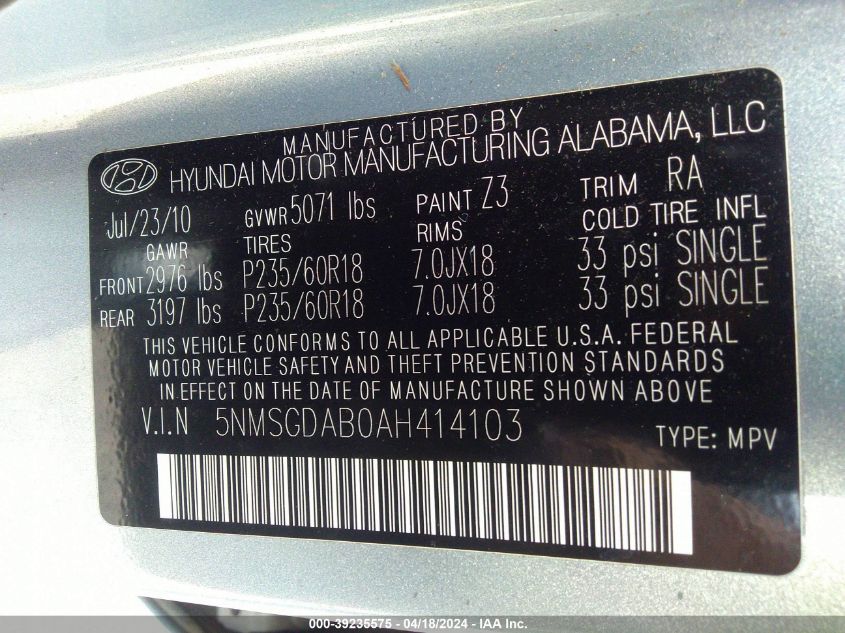 MANUFACTURED BY
HYUNDAI MOTOR MANUFACTURING ALABAMA, LLC
Jul/23/10 GVWR 5071 lbs PAINT Z3 TRIM RA
GAWR TIRES RIMS COLD TIRE INFL
FRONT 2976 lbs P235/60R18 7.0JX18 33 psi SINGLE
REAR 3197 lbs P235/60R18 7.0JX18 33 psi SINGLE
THIS VEHICLE CONFORMS TO ALL APPLICABLE U.S.A. FEDERAL
MOTOR VEHICLE SAFETY AND THEFT PREVENTION STANDARDS
IN EFFECT ON THE DATE OF MANUFACTURE SHOWN ABOVE.
V.I.N 5NMSGDAB0AH414103 TYPE: MPV
000-39235575 - 04/18/2024 - IAA Inc.